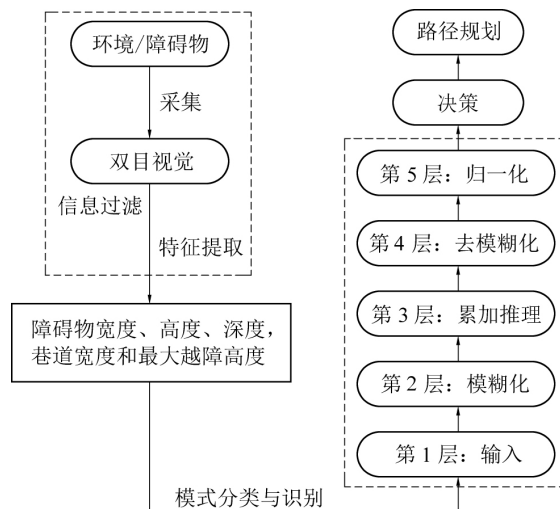 环境/障碍物
采集
双目视觉
信息过滤
特征提取
障碍物宽度、高度、深度，
巷道宽度和最大越障高度
模式分类与识别
路径规划
决策
第 5 层：归一化
第 4 层：去模糊化
第 3 层：累加推理
第 2 层：模糊化
第 1 层：输入